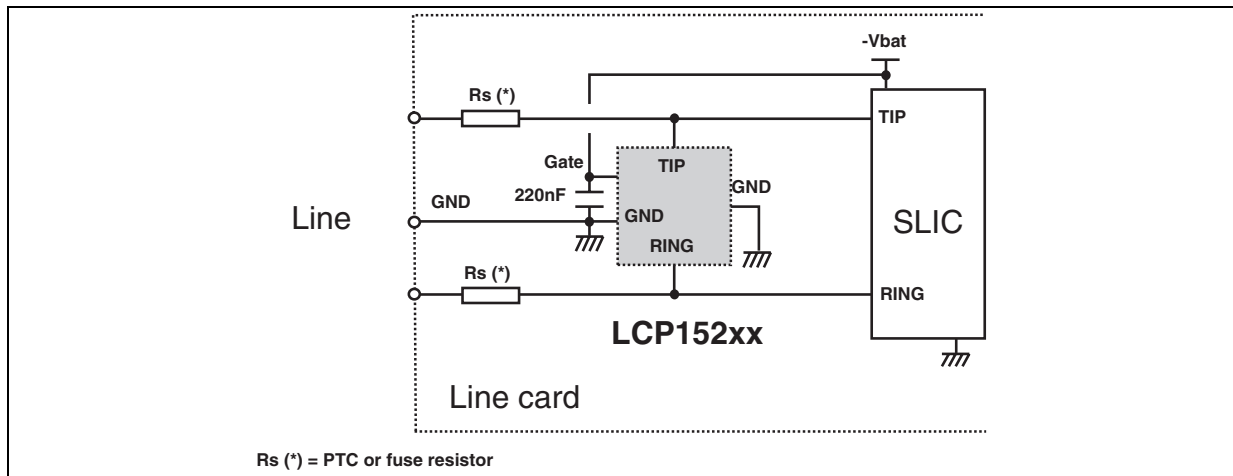 -Vbat
Rs (*)
TIP
Gate
TIP
GND
220nF
GND
GND
Line
SLIC
RING
Rs (*)
RING
LCP152xx
Line card
Rs (*) = PTC or fuse resistor